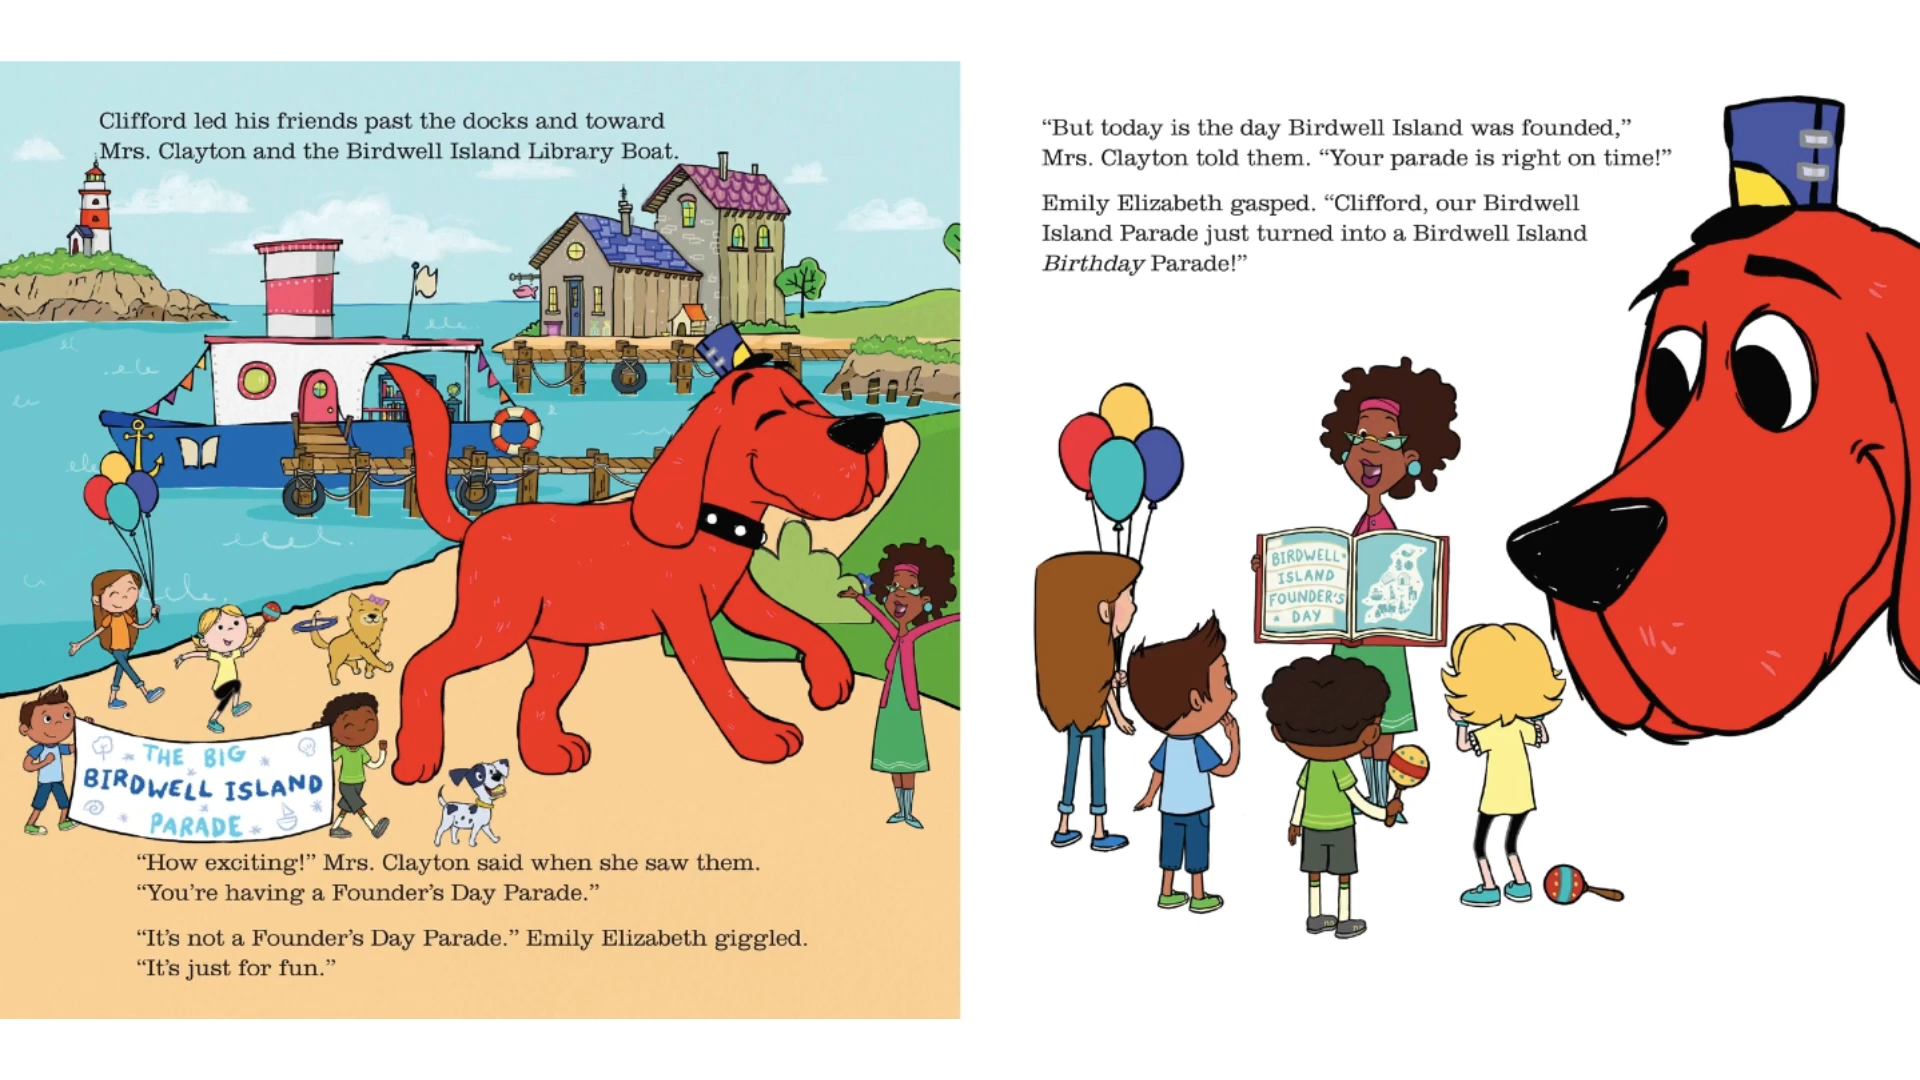 Clifford led his friends past the docks and toward
Mrs. Clayton and the Birdwell Island Library Boat.
THE BIG
BIRDWELL ISLAND
PARADE
“How exciting!” Mrs. Clayton said when she saw them.
“You’re having a Founder’s Day Parade.”
“It’s not a Founder’s Day Parade.” Emily Elizabeth giggled.
“It’s just for fun.”
“But today is the day Birdwell Island was founded,”
Mrs. Clayton told them. “Your parade is right on time!”
Emily Elizabeth gasped. “Clifford, our Birdwell
Island Parade just turned into a Birdwell Island
Birthday Parade!”
BIRDWELL
ISLAND
FOUNDER’S
DAY